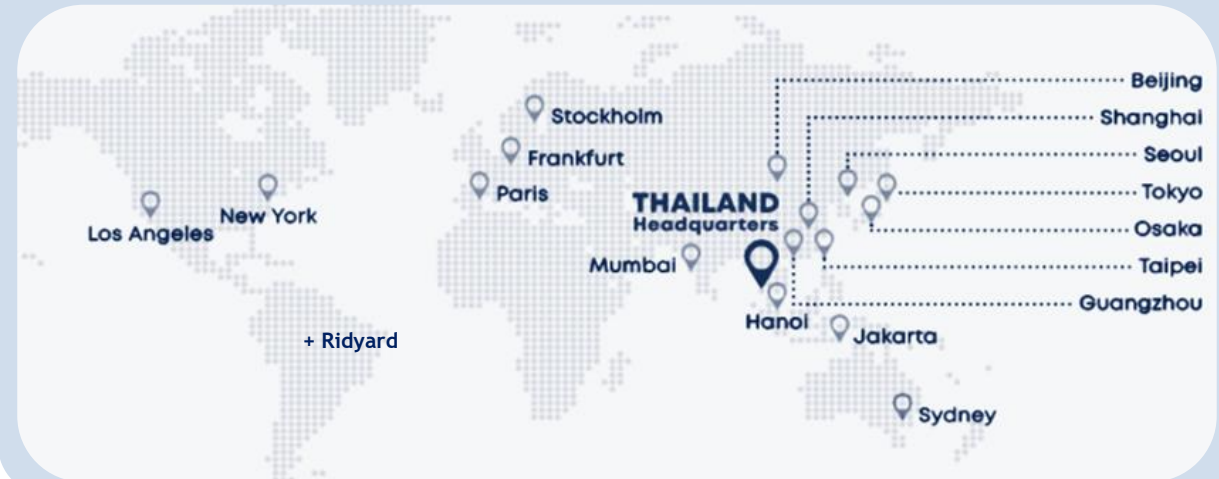 Beijing
Shanghai
Stockholm
Seoul
Frankfurt
Tokyo
Paris
THAILAND
Headquarters
New York
Los Angeles
Osaka
Mumbai
Taipei
Guangzhou
Hanoi
Jakarta
+ Ridyard
Sydney